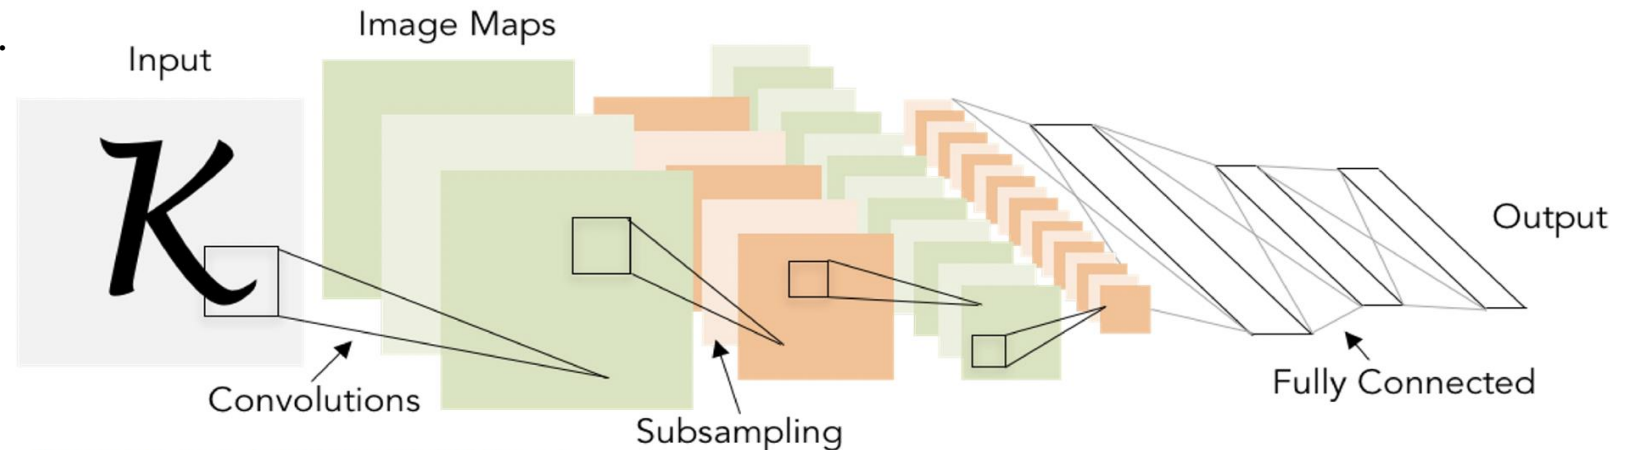 Input
Image Maps
K
Convolutions
Subsampling
Fully Connected
Output